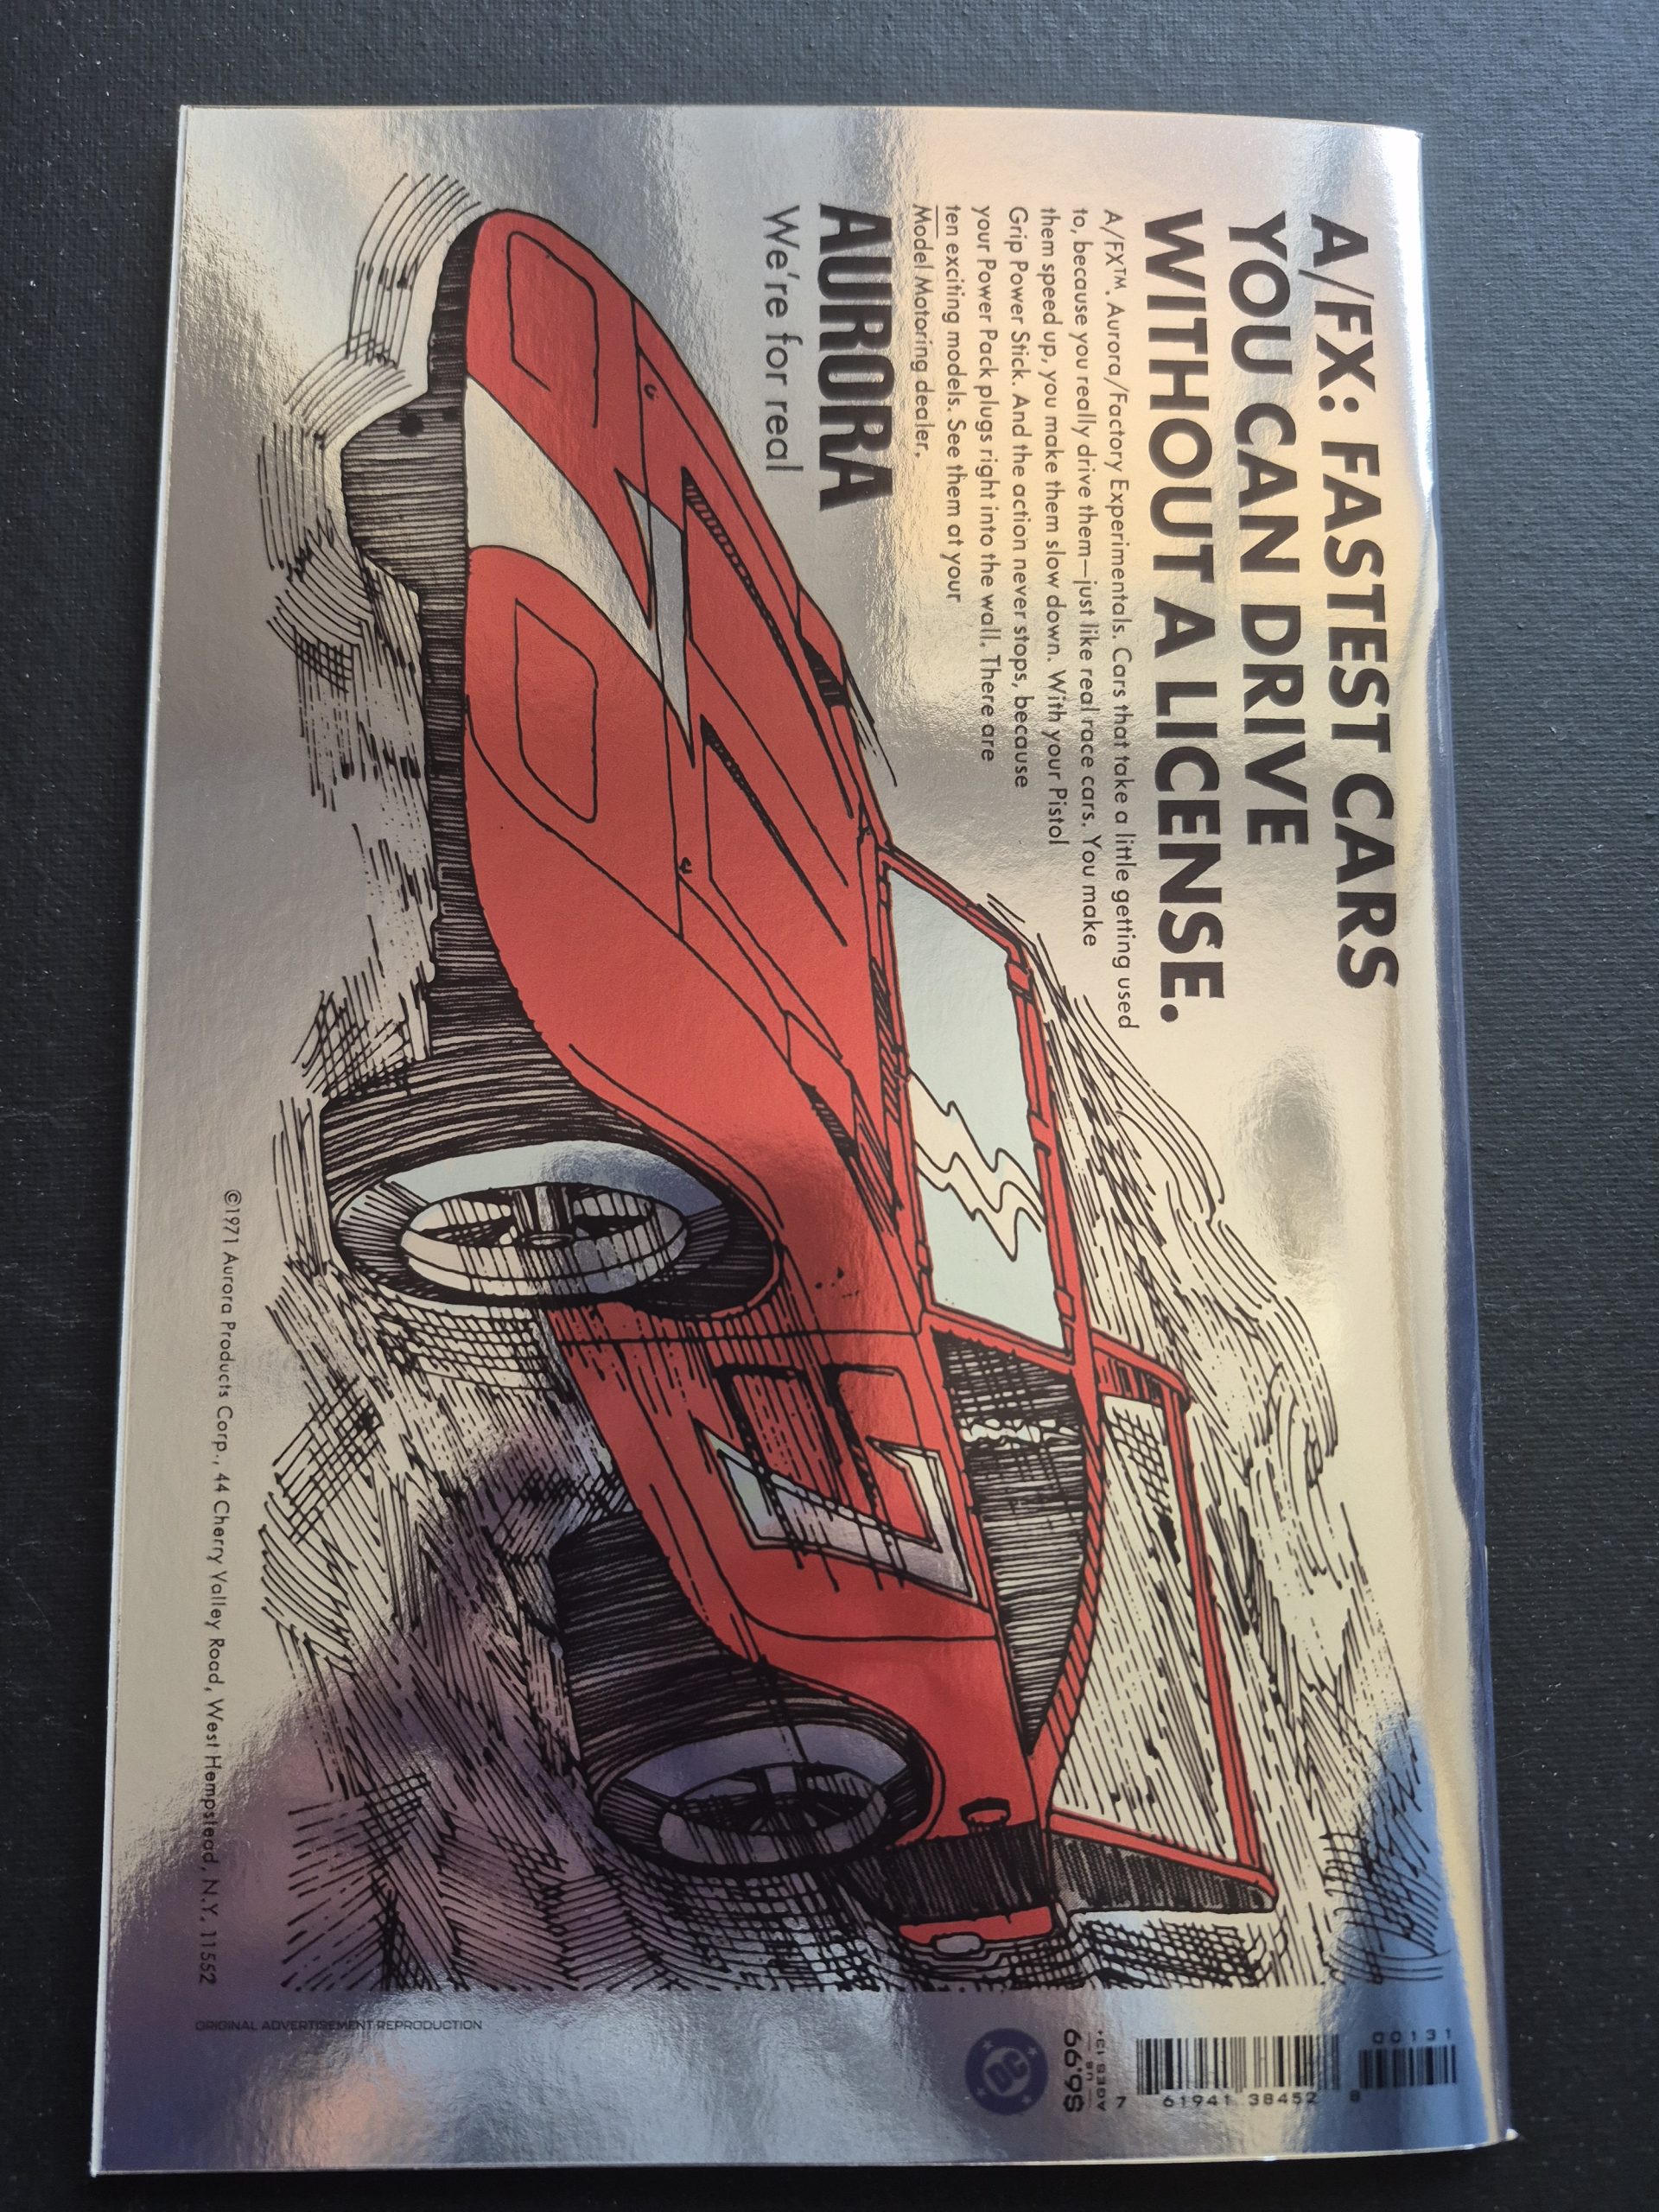 A/FX: FASTEST CARS
YOU CAN DRIVE
WITHOUT A LICENSE.
A/FX™. Aurora/Factory Experimentals. Cars that take a little getting used
to, because you really drive them—just like real race cars. You make
them speed up, you make them slow down. With your Pistol
Grip Power Stick. And the action never stops, because
your Power Pack plugs right into the wall. There are
ten exciting models. See them at your
Model Motoring dealer.
AURORA
We're for real
©1971 Aurora Products Corp., 44 Cherry Valley Road, West Hempstead, N.Y. 11552
ORIGINAL ADVERTISEMENT REPRODUCTION
00131
7 61941 38452 8
AGES 13+
US
$6.99
DC